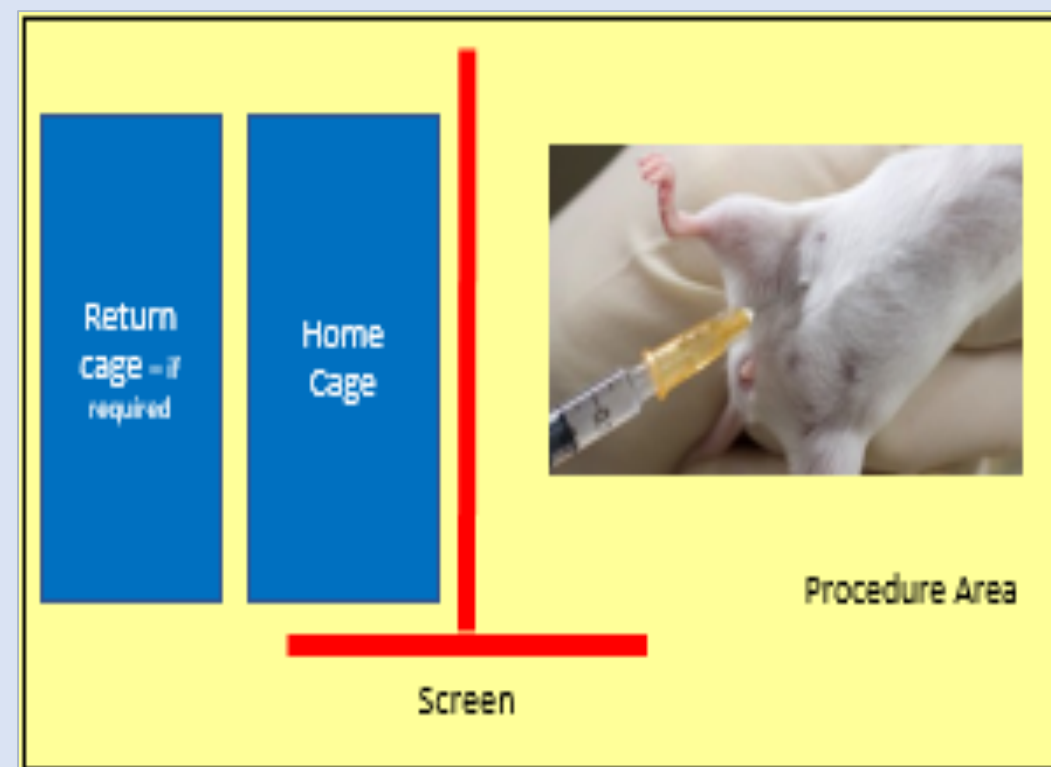 Return
cage – if
required
Home
Cage
Procedure Area
Screen